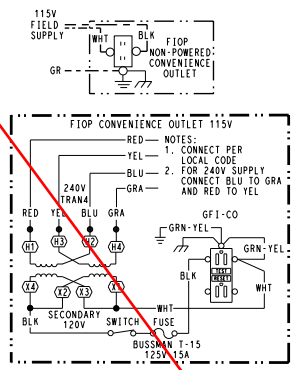 115V
FIELD
SUPPLY
WHT
BLK
FIOP
NON-POWERED
CONVENIENCE
OUTLET
GR
FIOP CONVENIENCE OUTLET 115V
RED
YEL
BLU
GRA
NOTES:
1. CONNECT PER
LOCAL CODE
2. FOR 240V SUPPLY
CONNECT BLU TO GRA
AND RED TO YEL
240V
TRAN4
RED YEL BLU GRA
GFI-CO
GRN-YEL
GRN-YEL
H1 H3 H2 H4
BLK
TEST
RESET
WHT
X4 X2 X3
WHT
BLK
SECONDARY
120V
SWITCH FUSE
BUSSMAN T-15
125V 15A